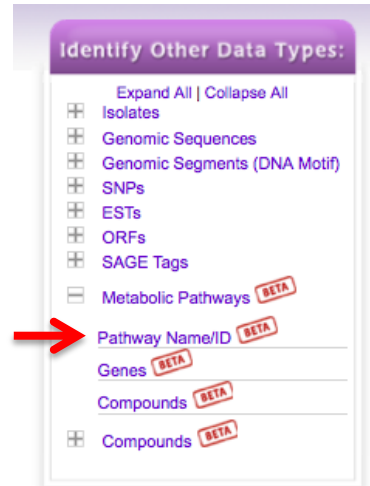 Identify Other Data Types:
Expand All | Collapse All
Isolates
Genomic Sequences
Genomic Segments (DNA Motif)
SNPs
ESTs
ORFs
SAGE Tags
Metabolic Pathways BETA
Pathway Name/ID BETA
Genes BETA
Compounds BETA
Compounds BETA